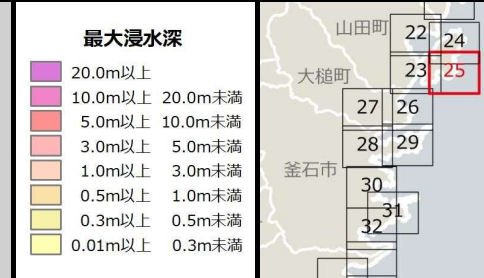 最大浸水深
20.0m以上
10.0m以上 20.0m未満
5.0m以上 10.0m未満
3.0m以上 5.0m未満
1.0m以上 3.0m未満
0.5m以上 1.0m未満
0.3m以上 0.5m未満
0.01m以上 0.3m未満
山田町
22
24
大槌町
23
25
27
26
28
29
釜石市
30
31
32